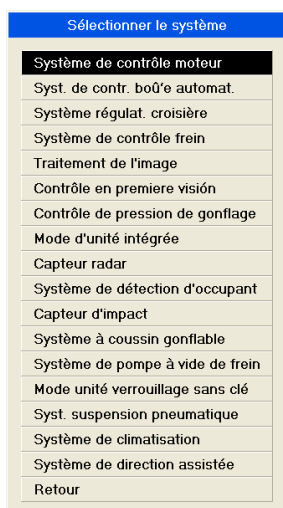 Sélectionner le système
Système de contrôle moteur
Syst. de contr. boû'e automat.
Système régulat. croisière
Système de contrôle frein
Traitement de l'image
Contrôle en premiere visión
Contrôle de pression de gonflage
Mode d'unité intégrée
Capteur radar
Système de détection d'occupant
Capteur d'impact
Système à coussin gonflable
Système de pompe à vide de frein
Mode unité verrouillage sans clé
Syst. suspension pneumatique
Système de climatisation
Système de direction assistée
Retour